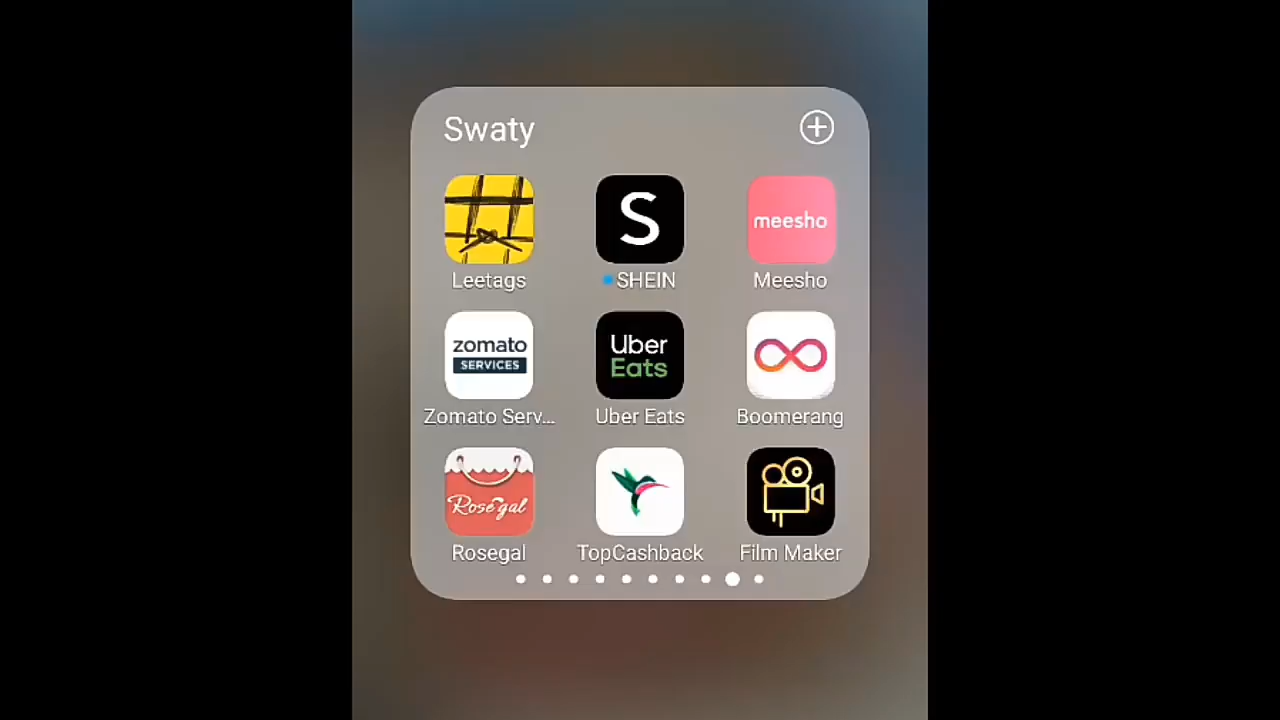 Swaty
meesho
Leetags
SHEIN
Meesho
zomato
SERVICES
Uber
Eats
Zomato Serv...
Uber Eats
Boomerang
Rosegal
Rosegal
TopCashback
Film Maker